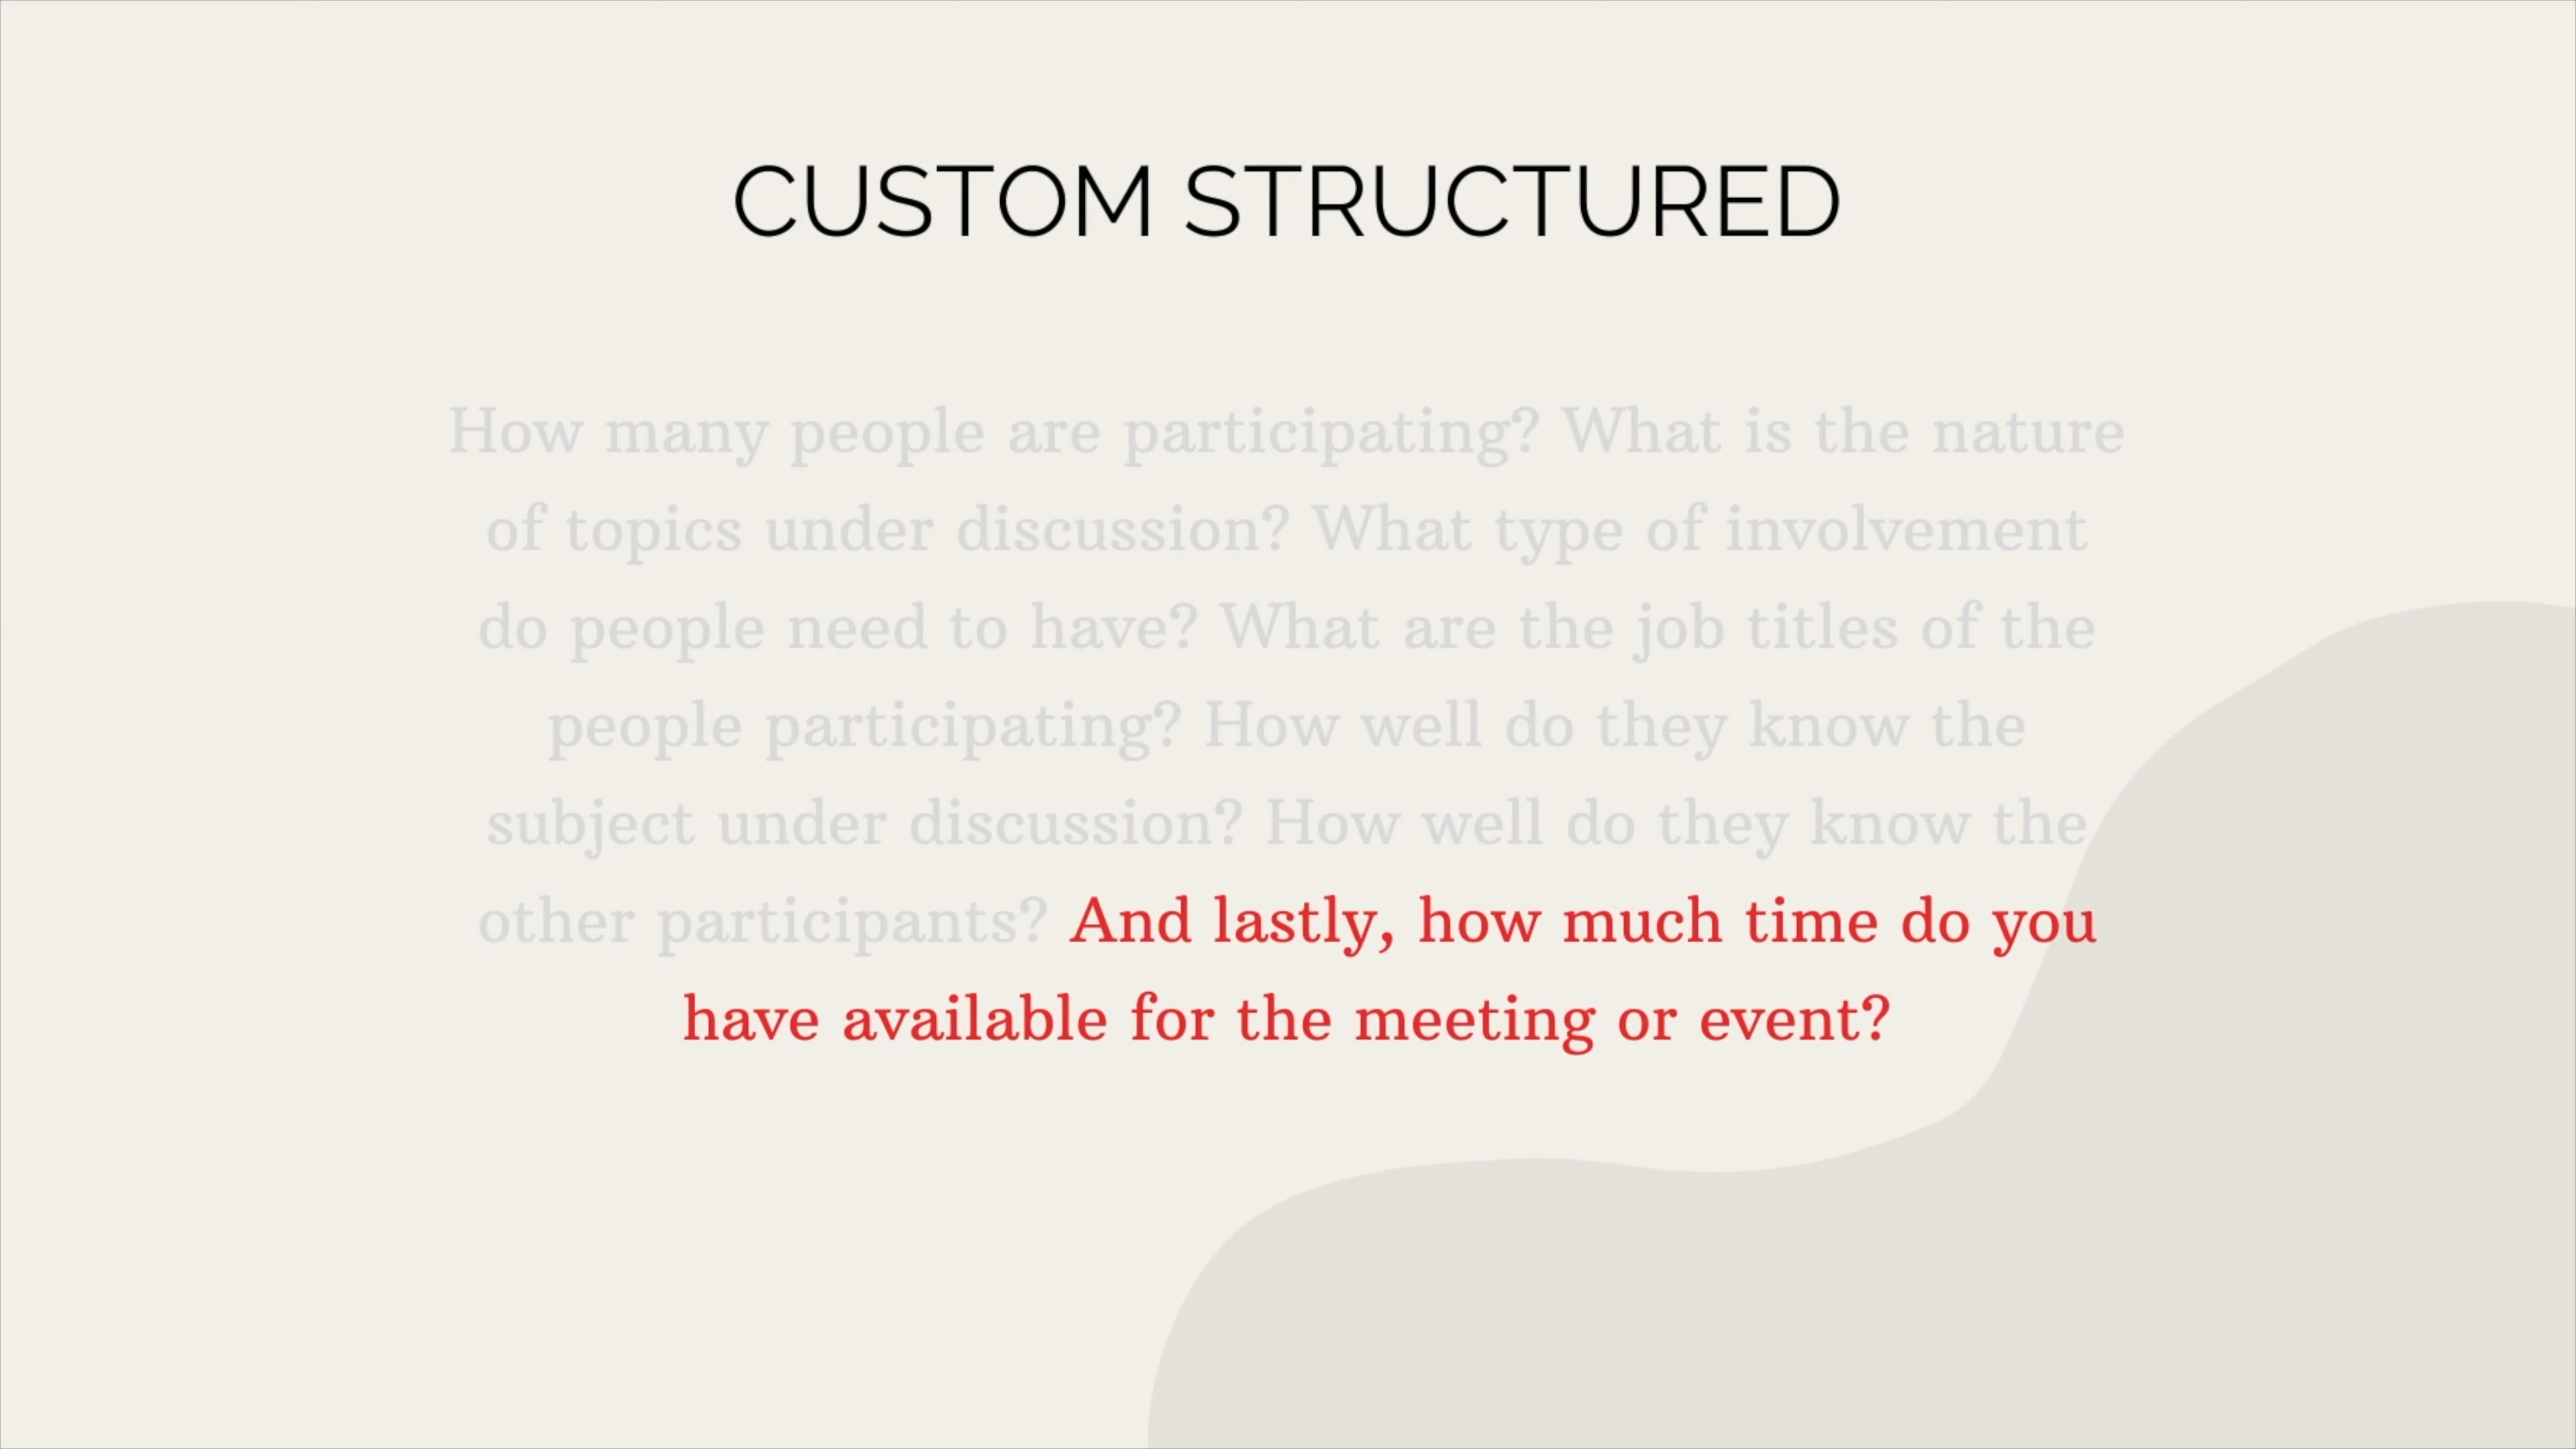 CUSTOM STRUCTURED
How many people are participating? What is the nature
of topics under discussion? What type of involvement
do people need to have? What are the job titles of the
people participating? How well do they know the
subject under discussion? How well do they know the
other participants? And lastly, how much time do you
have available for the meeting or event?